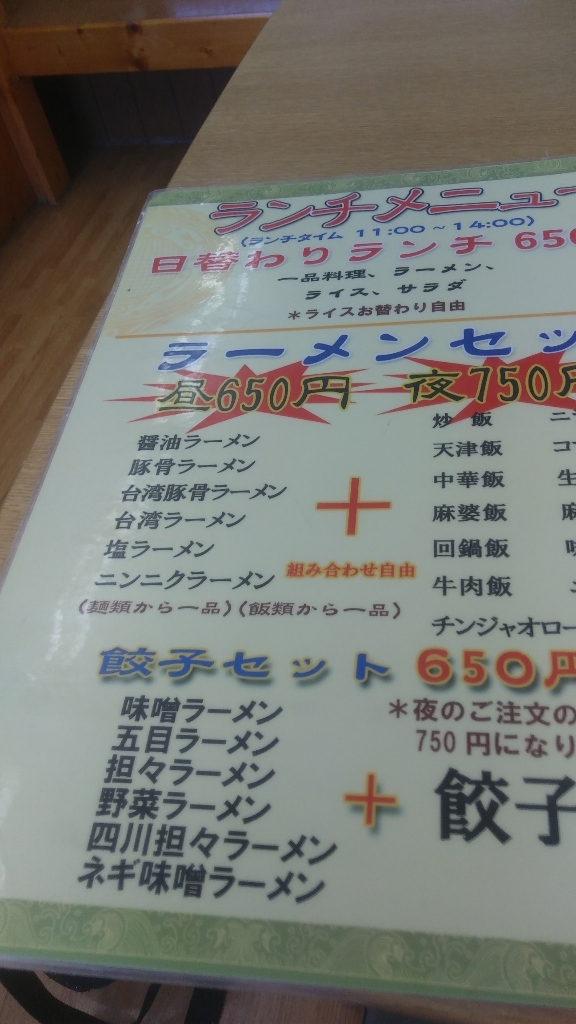 ランチメニュー
(ランチタイム 11:00～14:00)
日替わりランチ 650
一品料理、ラーメン、
ライス、サラダ
＊ライスお替わり自由
ラーメンセッ
昼650円 夜750円
醤油ラーメン
豚骨ラーメン
台湾豚骨ラーメン
台湾ラーメン
塩ラーメン
ニンニクラーメン
(麺類から一品)(飯類から一品)
＋
組み合わせ自由
炒 飯
天津飯
中華飯
麻婆飯
回鍋飯
牛肉飯
チンジャオロー
餃子セット 650円
味噌ラーメン
五目ラーメン
担々ラーメン
野菜ラーメン
四川担々ラーメン
ネギ味噌ラーメン
＊夜のご注文の
750円になり
＋ 餃子